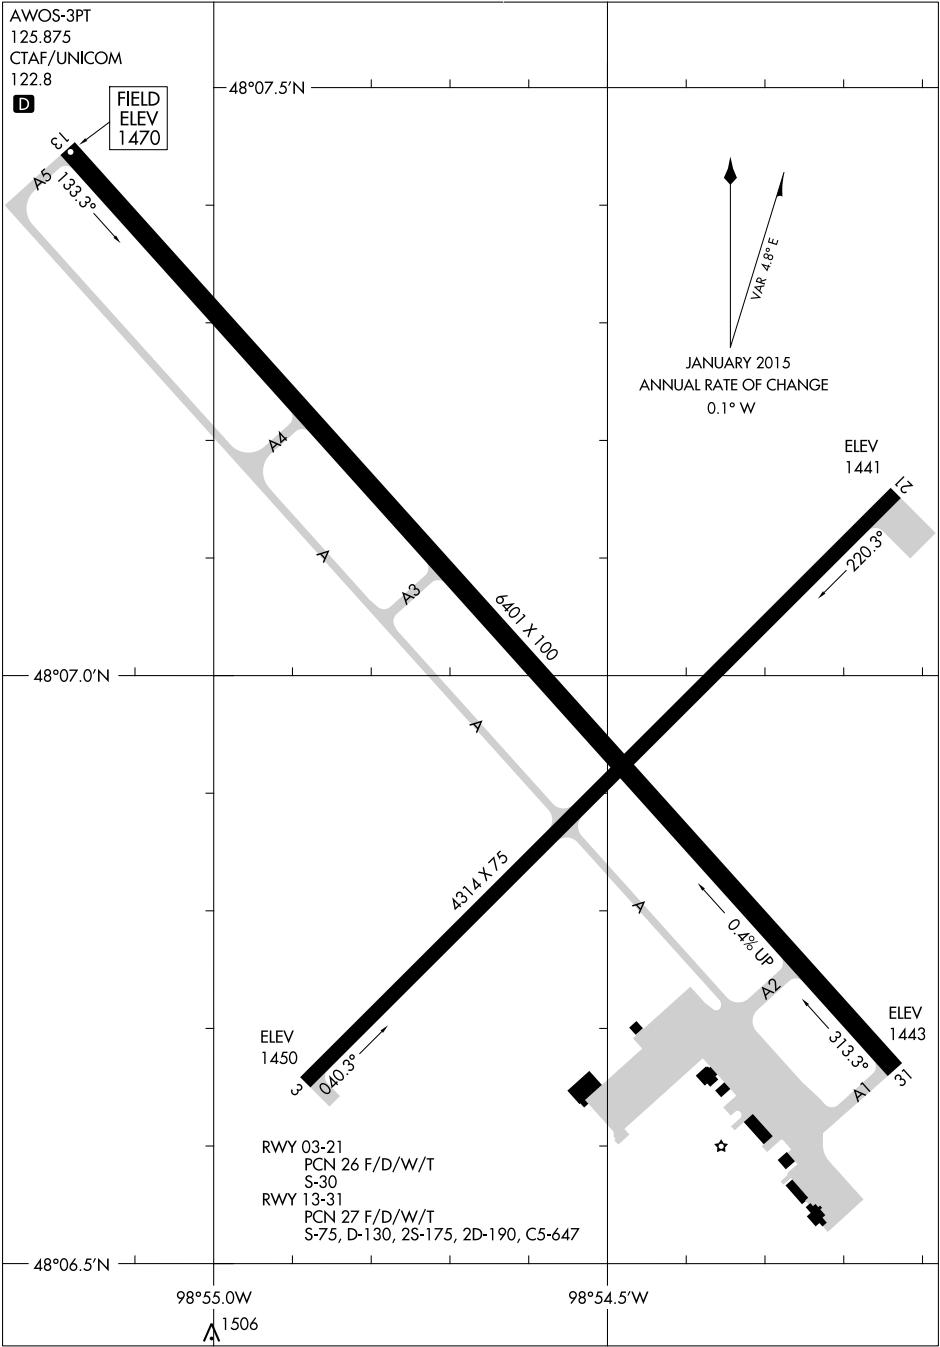 AWOS-3PT
125.875
CTAF/UNICOM
122.8
D
FIELD
ELEV
1470
48°07.5'N
13
A5
133.3°
VAR 4.8° E
JANUARY 2015
ANNUAL RATE OF CHANGE
0.1° W
A4
ELEV
1441
21
220.3°
A
A3
6401 X 100
48°07.0'N
A
4314 X 75
A
0.4% UP
A2
ELEV
1443
313.3°
31
A1
ELEV
1450
3
040.3°
RWY 03-21
PCN 26 F/D/W/T
S-30
RWY 13-31
PCN 27 F/D/W/T
S-75, D-130, 2S-175, 2D-190, C5-647
48°06.5'N
98°55.0'W
98°54.5'W
1506